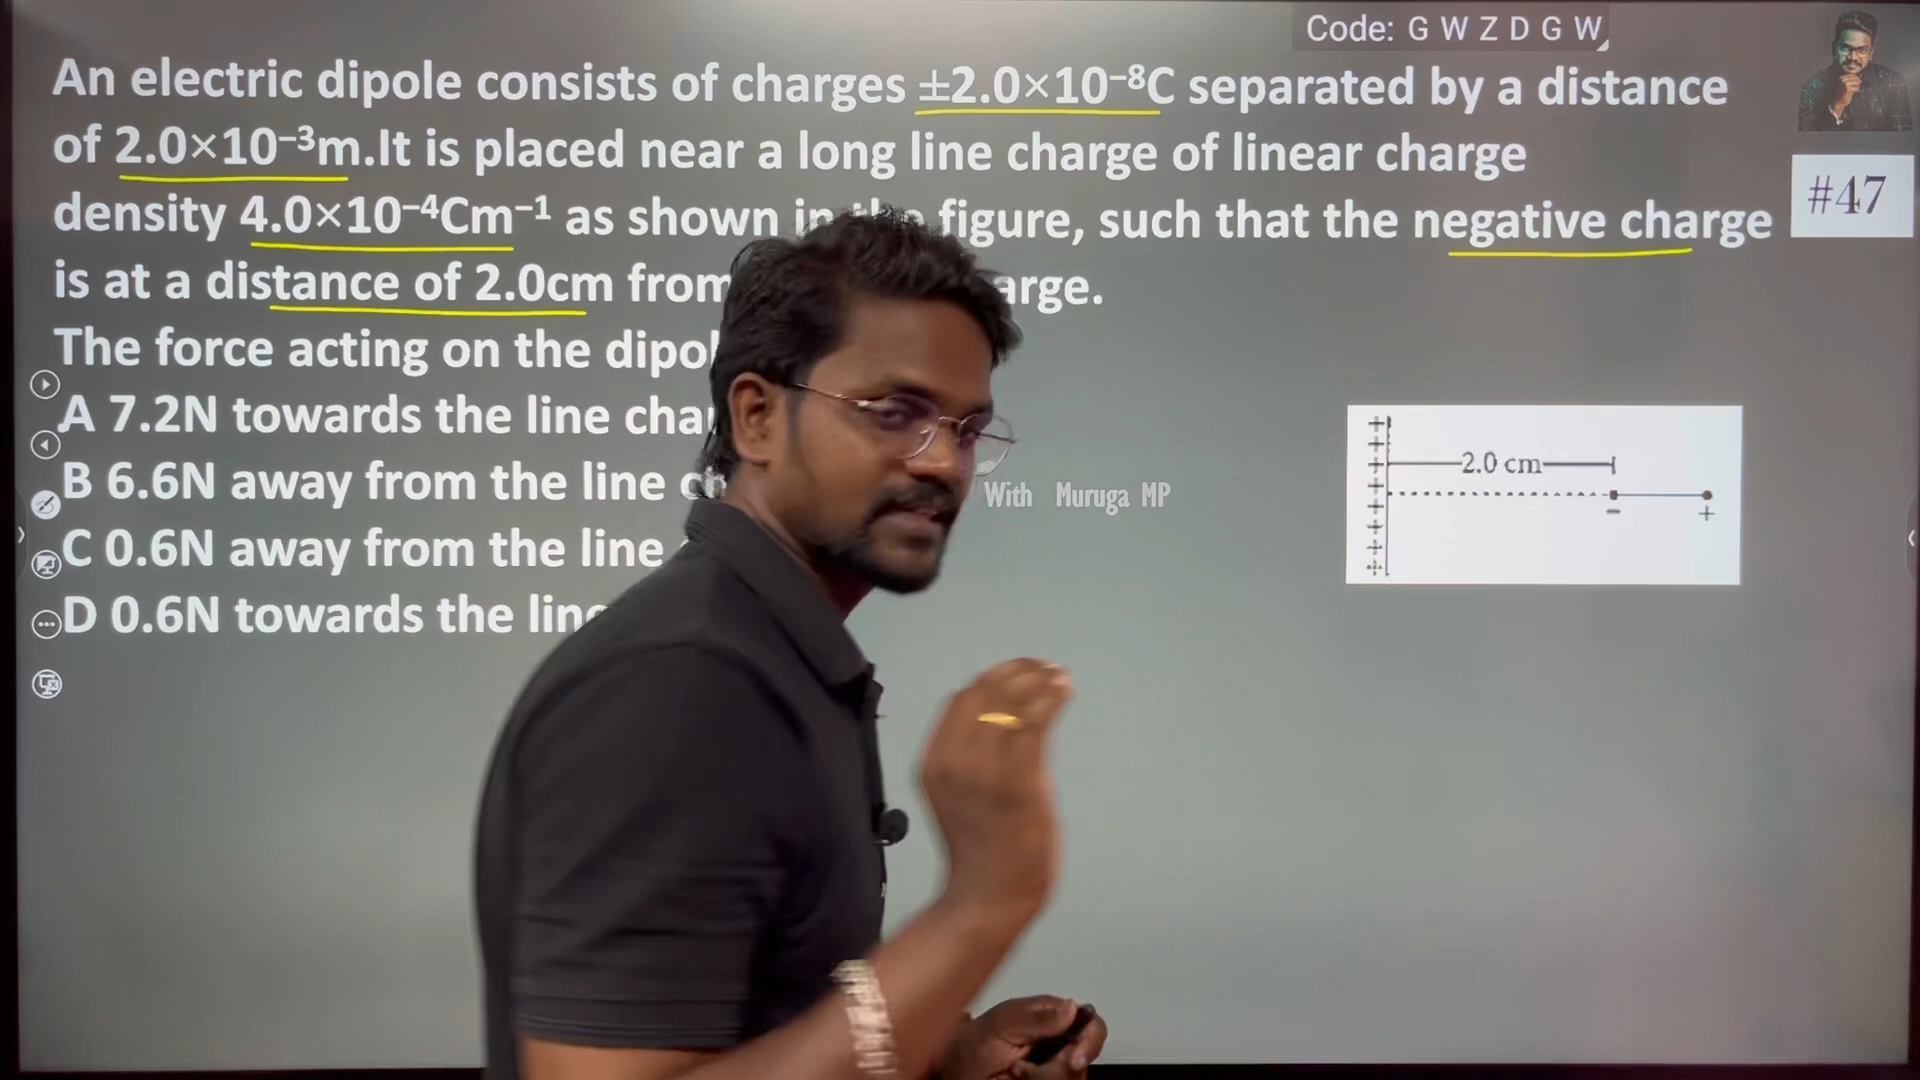 Code: G W Z D G W
An electric dipole consists of charges ±2.0×10⁻⁸C separated by a distance
of 2.0×10⁻³m.It is placed near a long line charge of linear charge
#47
density 4.0×10⁻⁴Cm⁻¹ as shown in the figure, such that the negative charge
is at a distance of 2.0cm from
The force acting on the
A 7.2N towards the line
B 6.6N away from the line
C 0.6N away from the line
D 0.6N towards the
With Muruga MP
2.0 cm
− +